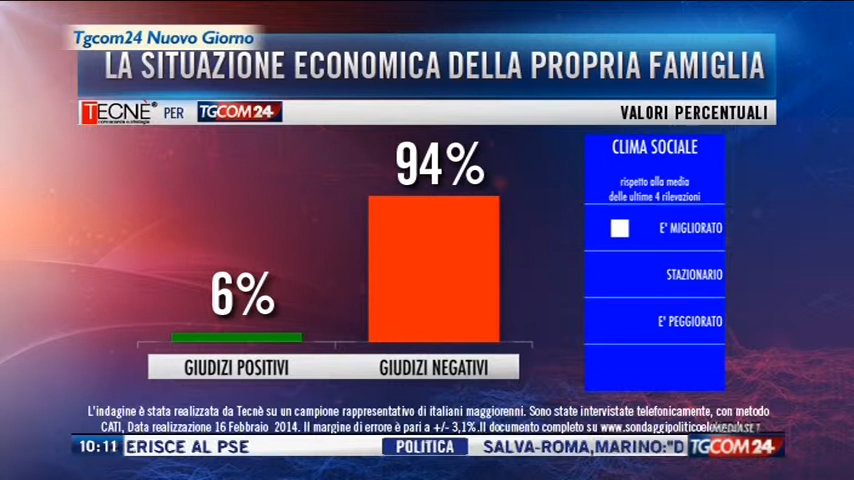 Tgcom24 Nuovo Giorno
LA SITUAZIONE ECONOMICA DELLA PROPRIA FAMIGLIA
TECNÈ® PER TGCOM24 VALORI PERCENTUALI
94%
6%
GIUDIZI POSITIVI GIUDIZI NEGATIVI
CLIMA SOCIALE
rispetto alla media
delle ultime 4 rilevazioni
E' MIGLIORATO
STAZIONARIO
E' PEGGIORATO
L'indagine è stata realizzata da Tecnè su un campione rappresentativo di italiani maggiorenni. Sono state intervistate telefonicamente, con metodo
CATI, Data realizzazione 16 Febbraio 2014. Il margine di errore è pari a +/- 3,1%.Il documento completo su
MEDIASET
10:11 ERISCE AL PSE POLITICA SALVA-ROMA,MARINO:"D TGCOM24